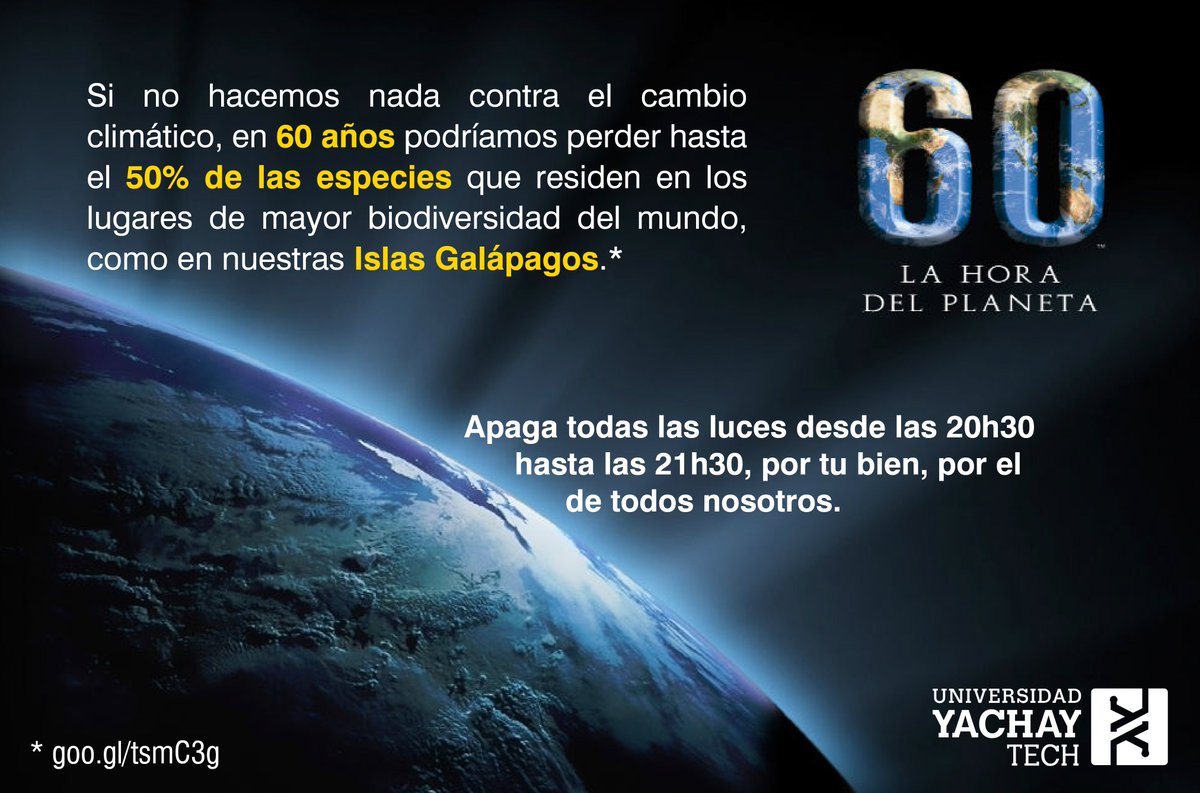 Si no hacemos nada contra el cambio
climático, en 60 años podríamos perder hasta
el 50% de las especies que residen en los
lugares de mayor biodiversidad del mundo,
como en nuestras Islas Galápagos.*
60
™
LA HORA
DEL PLANETA
Apaga todas las luces desde las 20h30
hasta las 21h30, por tu bien, por el
de todos nosotros.
UNIVERSIDAD
YACHAY
TECH
* goo.gl/tsmC3g